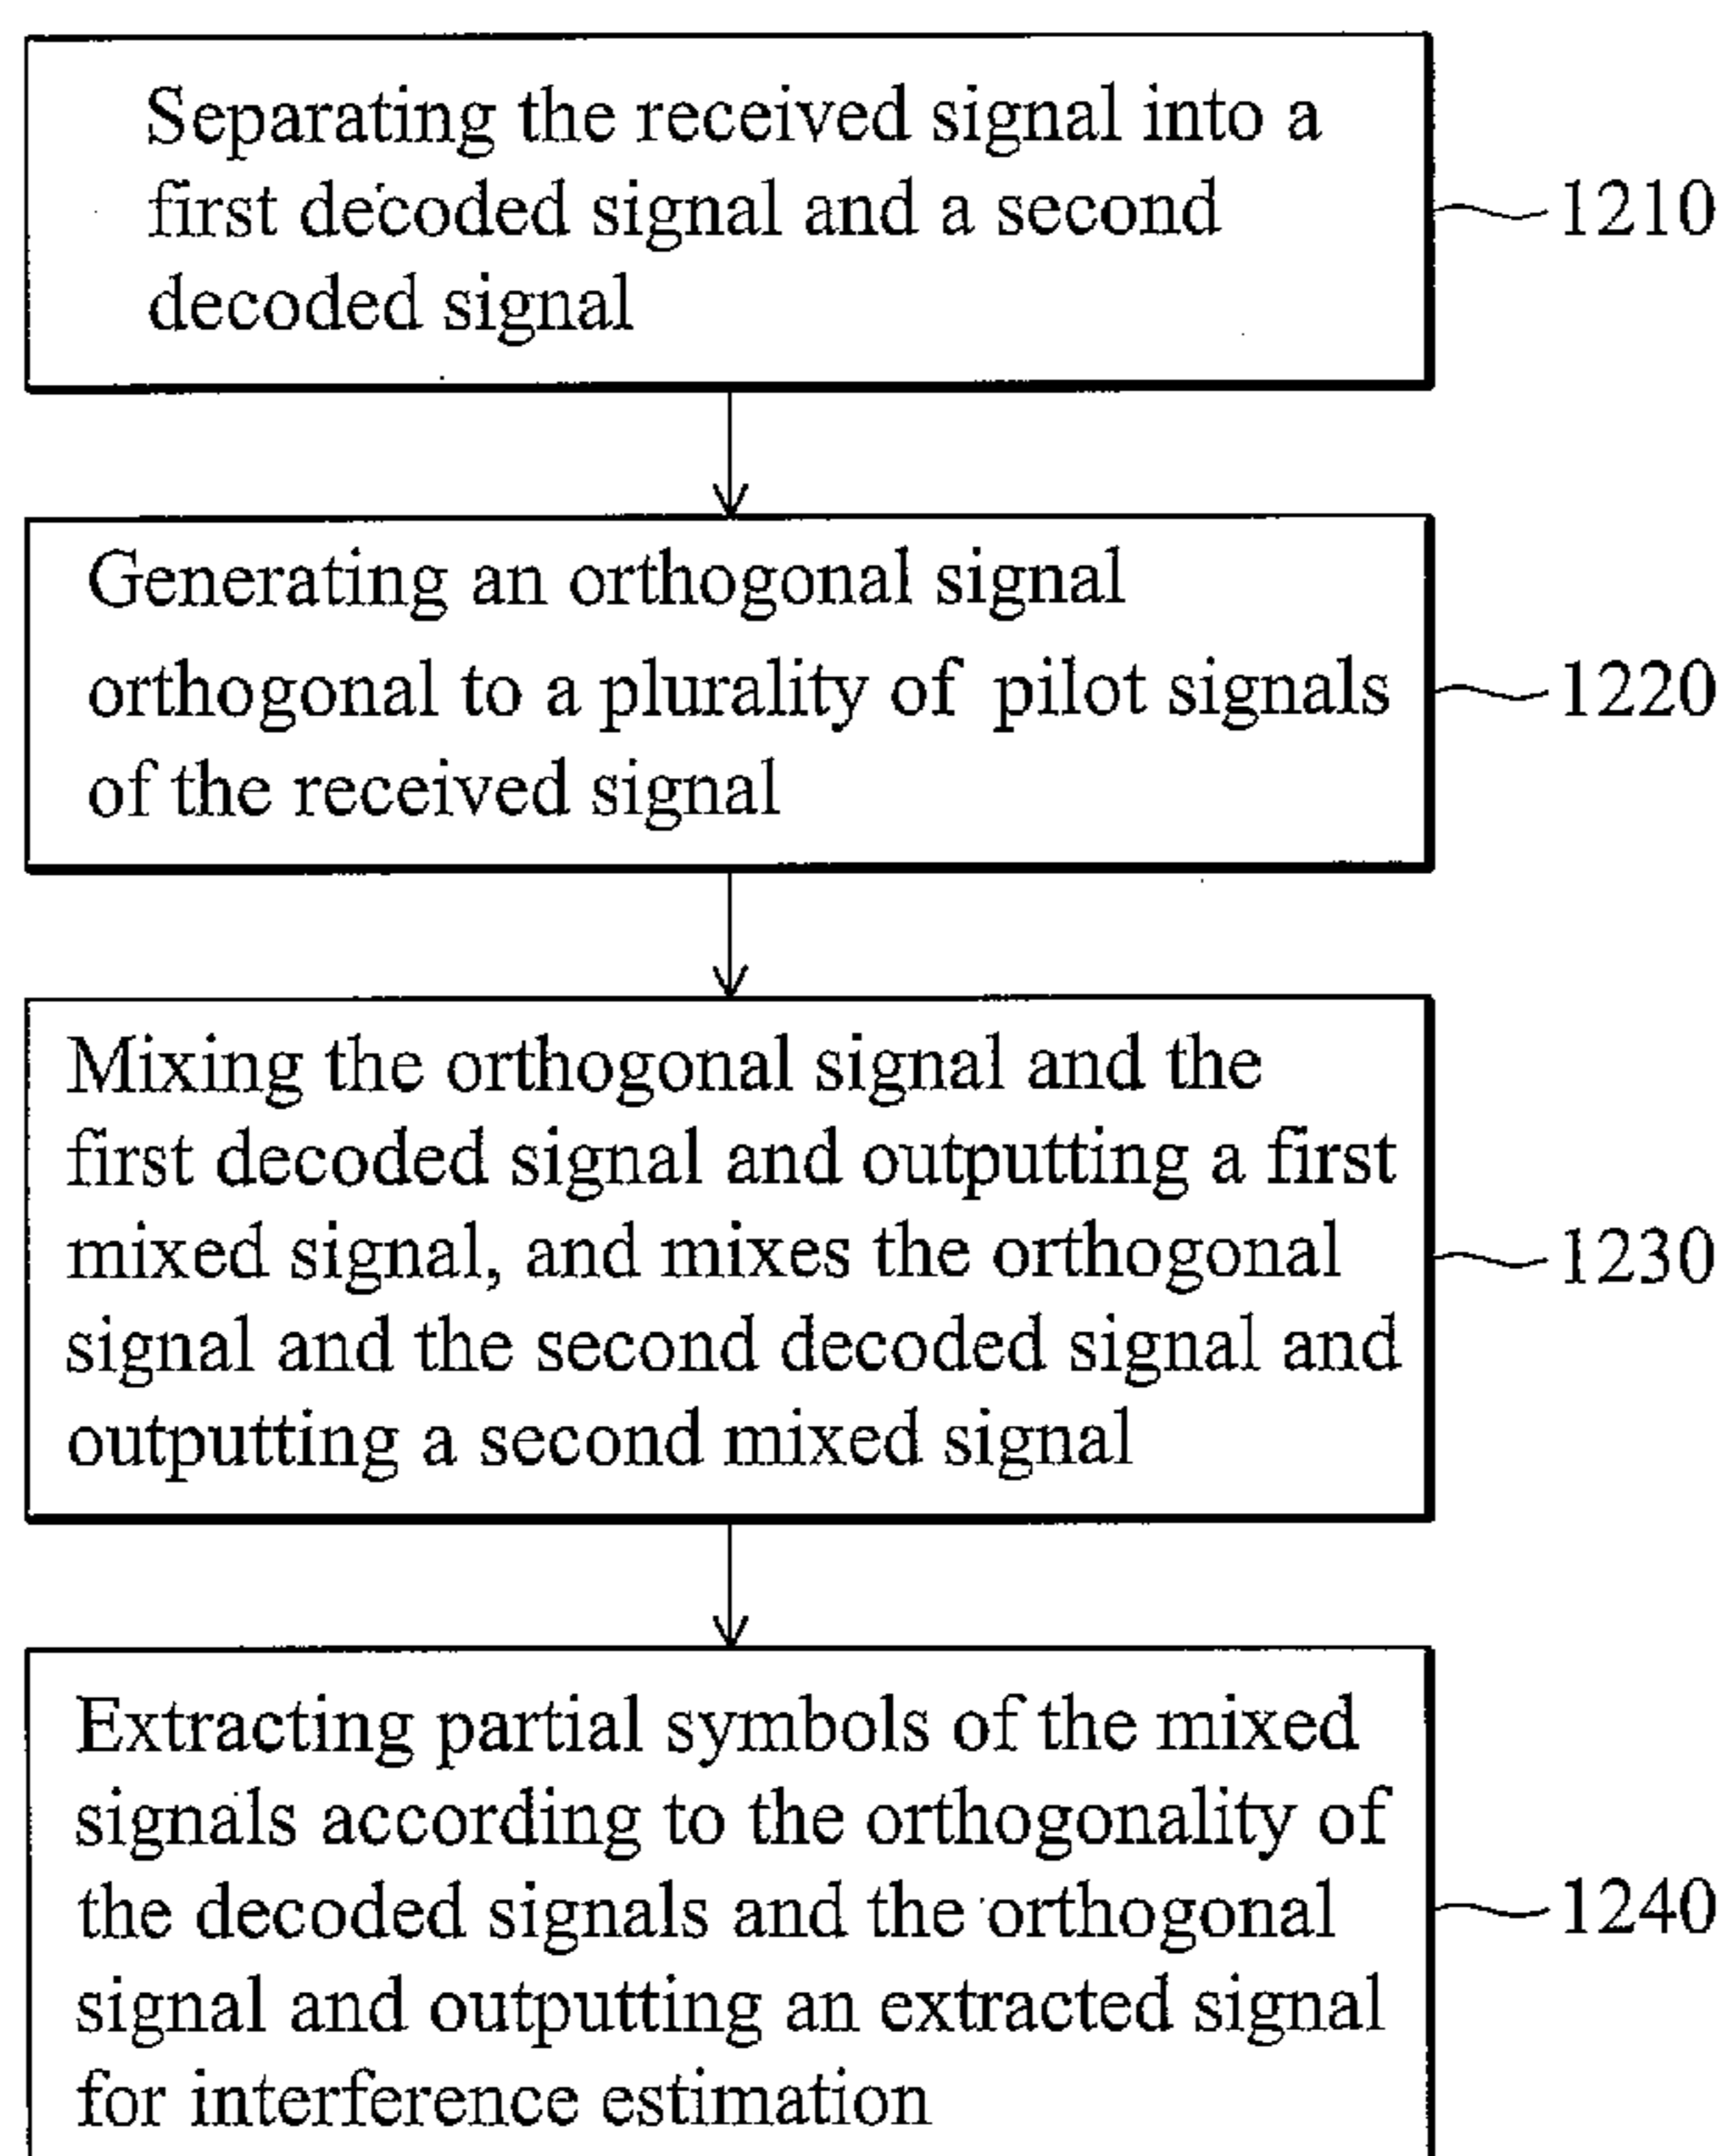 Separating the received signal into a
first decoded signal and a second
decoded signal
1210
Generating an orthogonal signal
orthogonal to a plurality of pilot signals
of the received signal
1220
Mixing the orthogonal signal and the
first decoded signal and outputting a first
mixed signal, and mixes the orthogonal
signal and the second decoded signal and
outputting a second mixed signal
1230
Extracting partial symbols of the mixed
signals according to the orthogonality of
the decoded signals and the orthogonal
signal and outputting an extracted signal
for interference estimation
1240